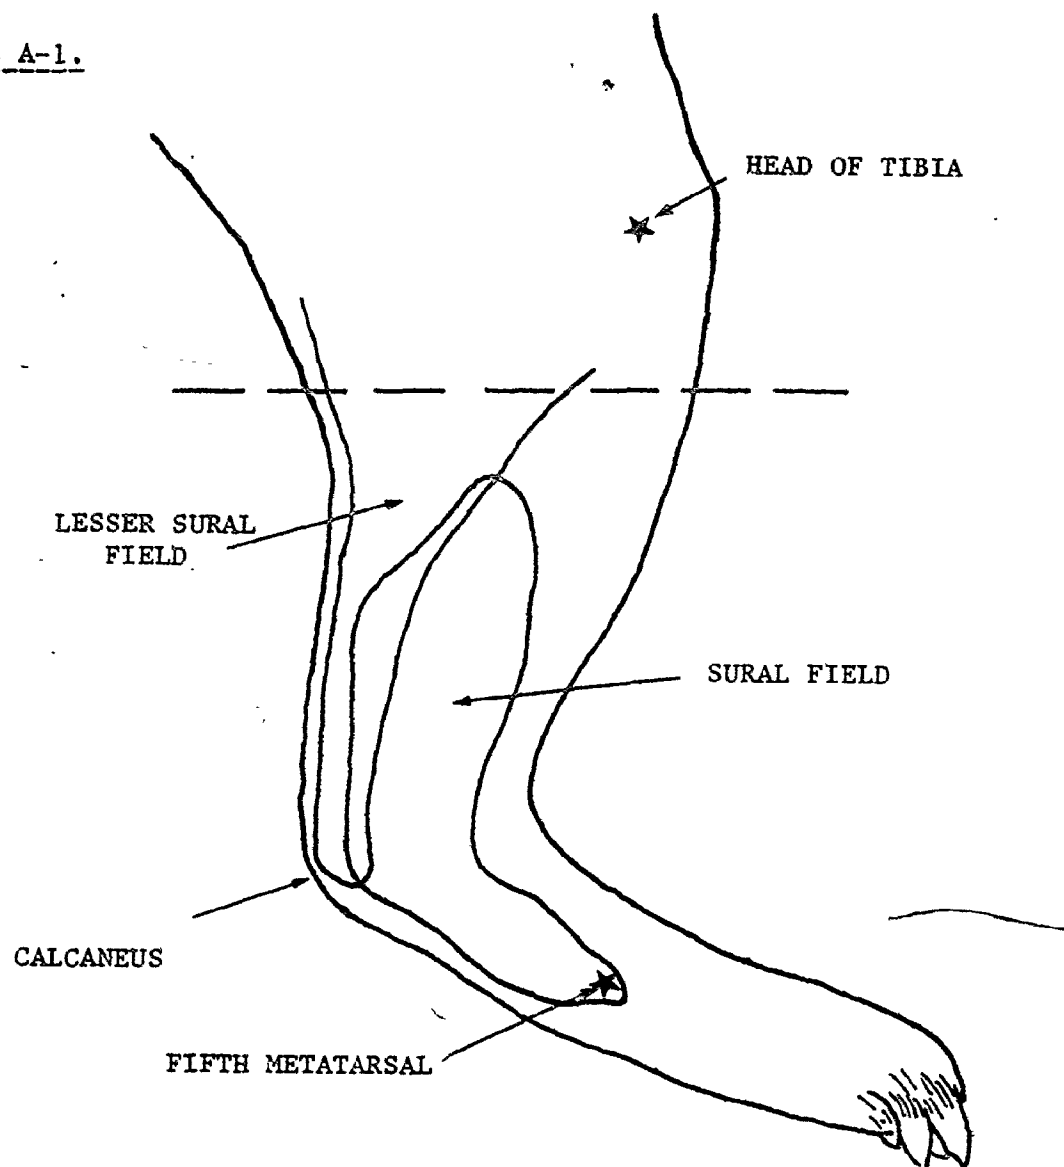 A-1.
HEAD OF TIBIA
LESSER SURAL
FIELD
SURAL FIELD
CALCANEUS
FIFTH METATARSAL